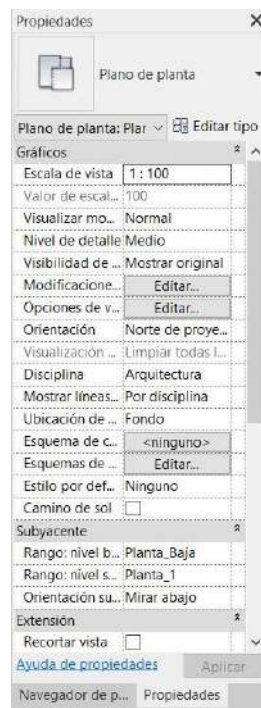 Propiedades
Plano de planta
Plano de planta: Plar Editar tipo
Gráficos
Escala de vista 1 : 100
Valor de escal... 100
Visualizar mo... Normal
Nivel de detalle Medio
Visibilidad de ... Mostrar original
Modificacione... Editar...
Opciones de v... Editar...
Orientación Norte de proye...
Visualización ... Limpiar todas l...
Disciplina Arquitectura
Mostrar líneas... Por disciplina
Ubicación de ... Fondo
Esquema de c... <ninguno>
Esquemas de ... Editar...
Estilo por def... Ninguno
Camino de sol
Subyacente
Rango: nivel b... Planta_Baja
Rango: nivel s... Planta_1
Orientación su... Mirar abajo
Extensión
Recortar vista
Ayuda de propiedades Aplicar
Navegador de p... Propiedades